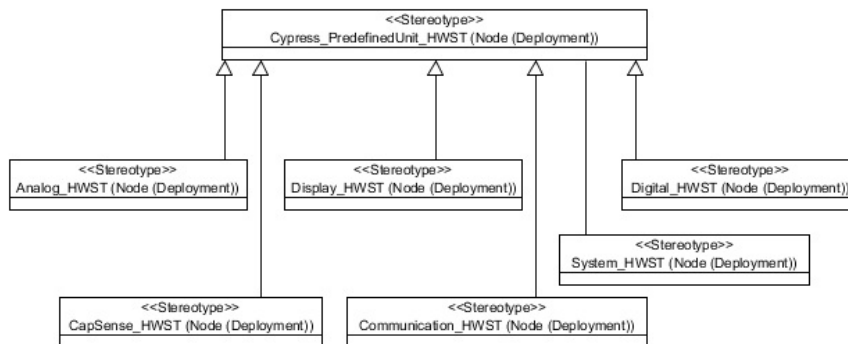 <<Stereotype>>
Cypress_PredefinedUnit_HWST (Node (Deployment))
<<Stereotype>>
Analog_HWST (Node (Deployment))
<<Stereotype>>
Display_HWST (Node (Deployment))
<<Stereotype>>
Digital_HWST (Node (Deployment))
<<Stereotype>>
System_HWST (Node (Deployment))
<<Stereotype>>
CapSense_HWST (Node (Deployment))
<<Stereotype>>
Communication_HWST (Node (Deployment))